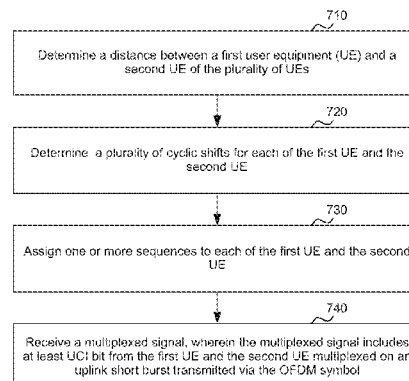 710
Determine a distance between a first user equipment (UE) and a
second UE of the plurality of UEs
720
Determine a plurality of cyclic shifts for each of the first UE and the
second UE
730
Assign one or more sequences to each of the first UE and the second
UE
740
Receive a multiplexed signal, wherein the multiplexed signal includes
at least UCI bit from the first UE and the second UE multiplexed on an
uplink short burst transmitted via the OFDM symbol